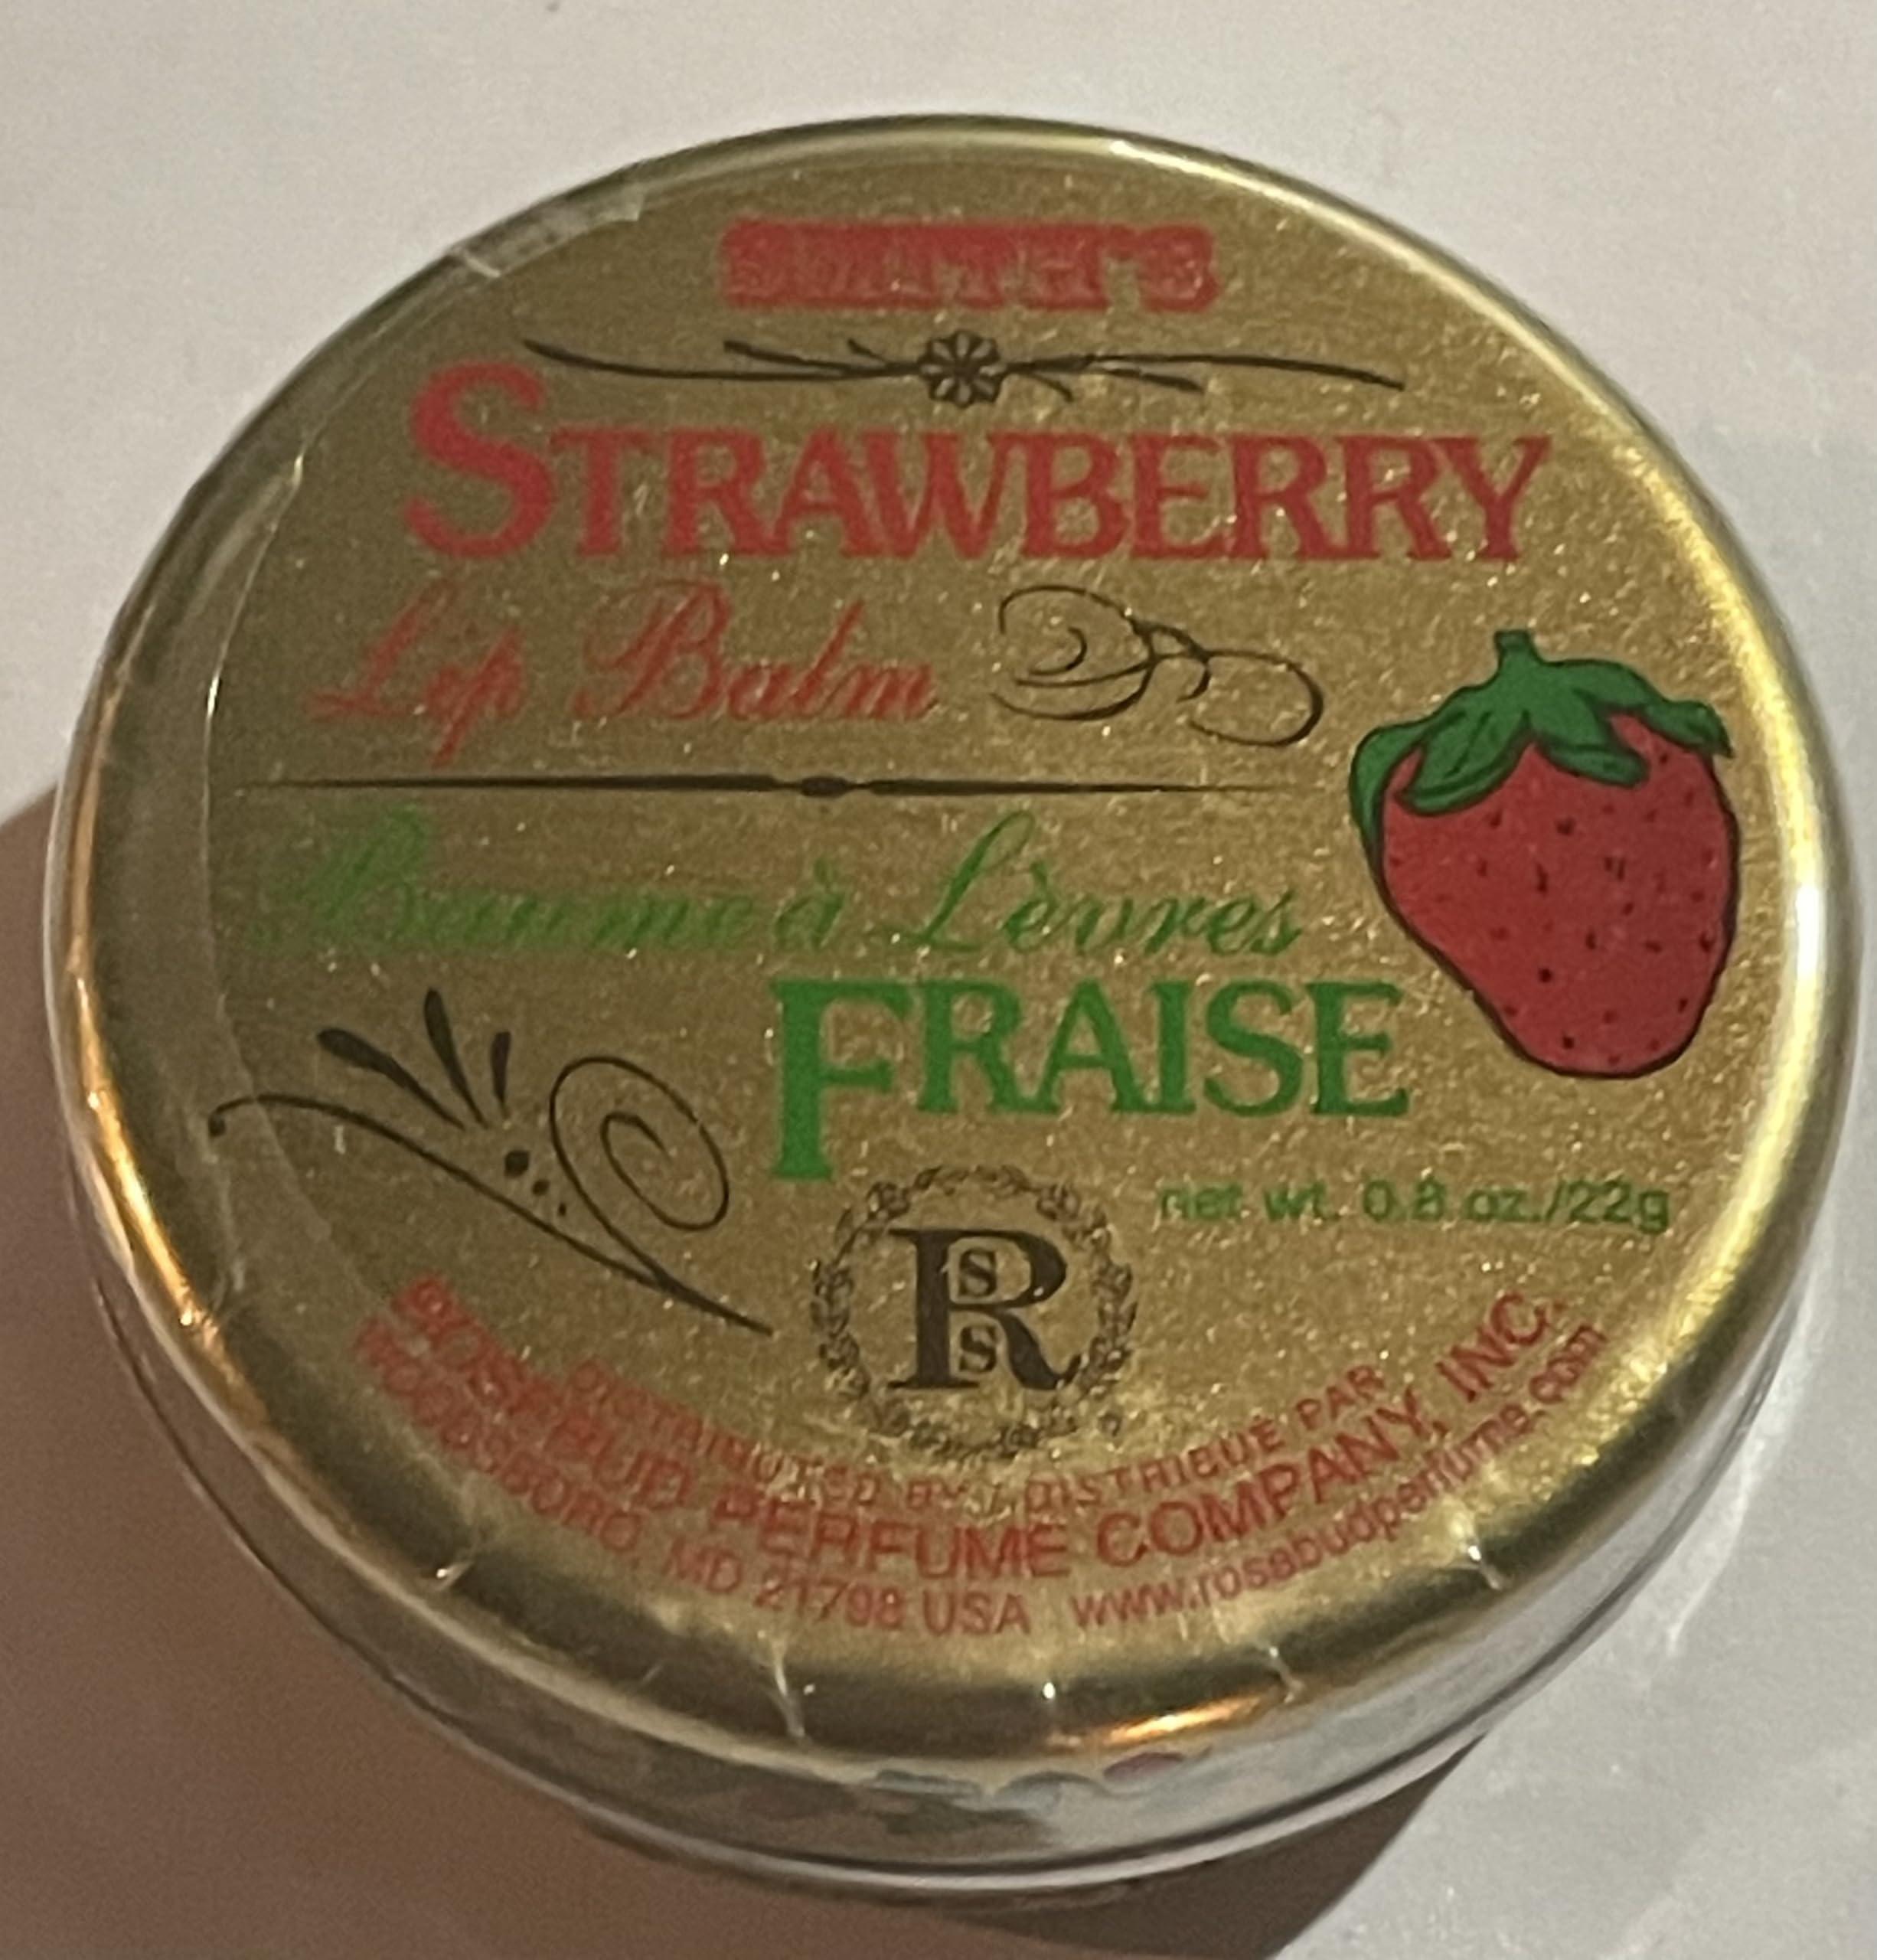 SMITH'S
STRAWBERRY
Lip Balm
Baume à Lèvres
FRAISE
net wt. 0.8 oz./22g
R
S
S
DISTRIBUTED BY / DISTRIBUÉ PAR
ROSEBUD PERFUME COMPANY, INC.
WOODSBORO, MD 21798 USA www.rosebudperfume.com